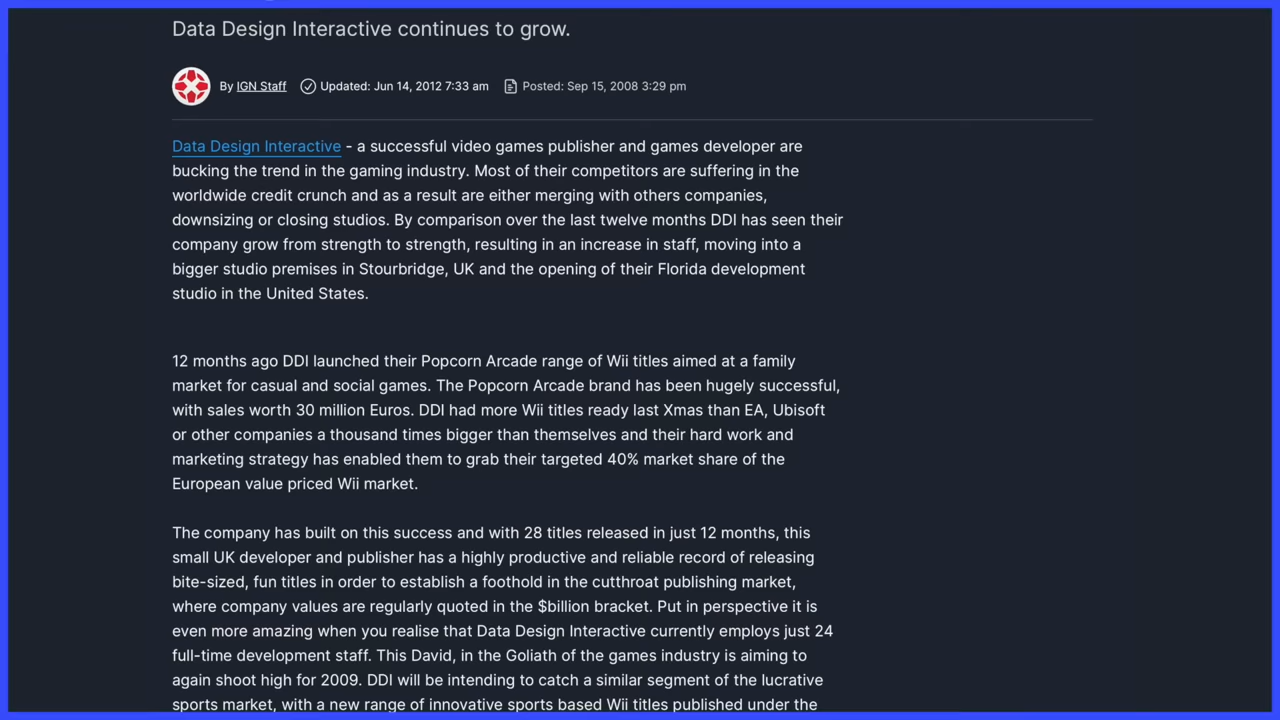 Data Design Interactive continues to grow.
By IGN Staff Updated: Jun 14, 2012 7:33 am Posted: Sep 15, 2008 3:29 pm
Data Design Interactive - a successful video games publisher and games developer are
bucking the trend in the gaming industry. Most of their competitors are suffering in the
worldwide credit crunch and as a result are either merging with others companies,
downsizing or closing studios. By comparison over the last twelve months DDI has seen their
company grow from strength to strength, resulting in an increase in staff, moving into a
bigger studio premises in Stourbridge, UK and the opening of their Florida development
studio in the United States.
12 months ago DDI launched their Popcorn Arcade range of Wii titles aimed at a family
market for casual and social games. The Popcorn Arcade brand has been hugely successful,
with sales worth 30 million Euros. DDI had more Wii titles ready last Xmas than EA, Ubisoft
or other companies a thousand times bigger than themselves and their hard work and
marketing strategy has enabled them to grab their targeted 40% market share of the
European value priced Wii market.
The company has built on this success and with 28 titles released in just 12 months, this
small UK developer and publisher has a highly productive and reliable record of releasing
bite-sized, fun titles in order to establish a foothold in the cutthroat publishing market,
where company values are regularly quoted in the $billion bracket. Put in perspective it is
even more amazing when you realise that Data Design Interactive currently employs just 24
full-time development staff. This David, in the Goliath of the games industry is aiming to
again shoot high for 2009. DDI will be intending to catch a similar segment of the lucrative
sports market, with a new range of innovative sports based Wii titles published under the